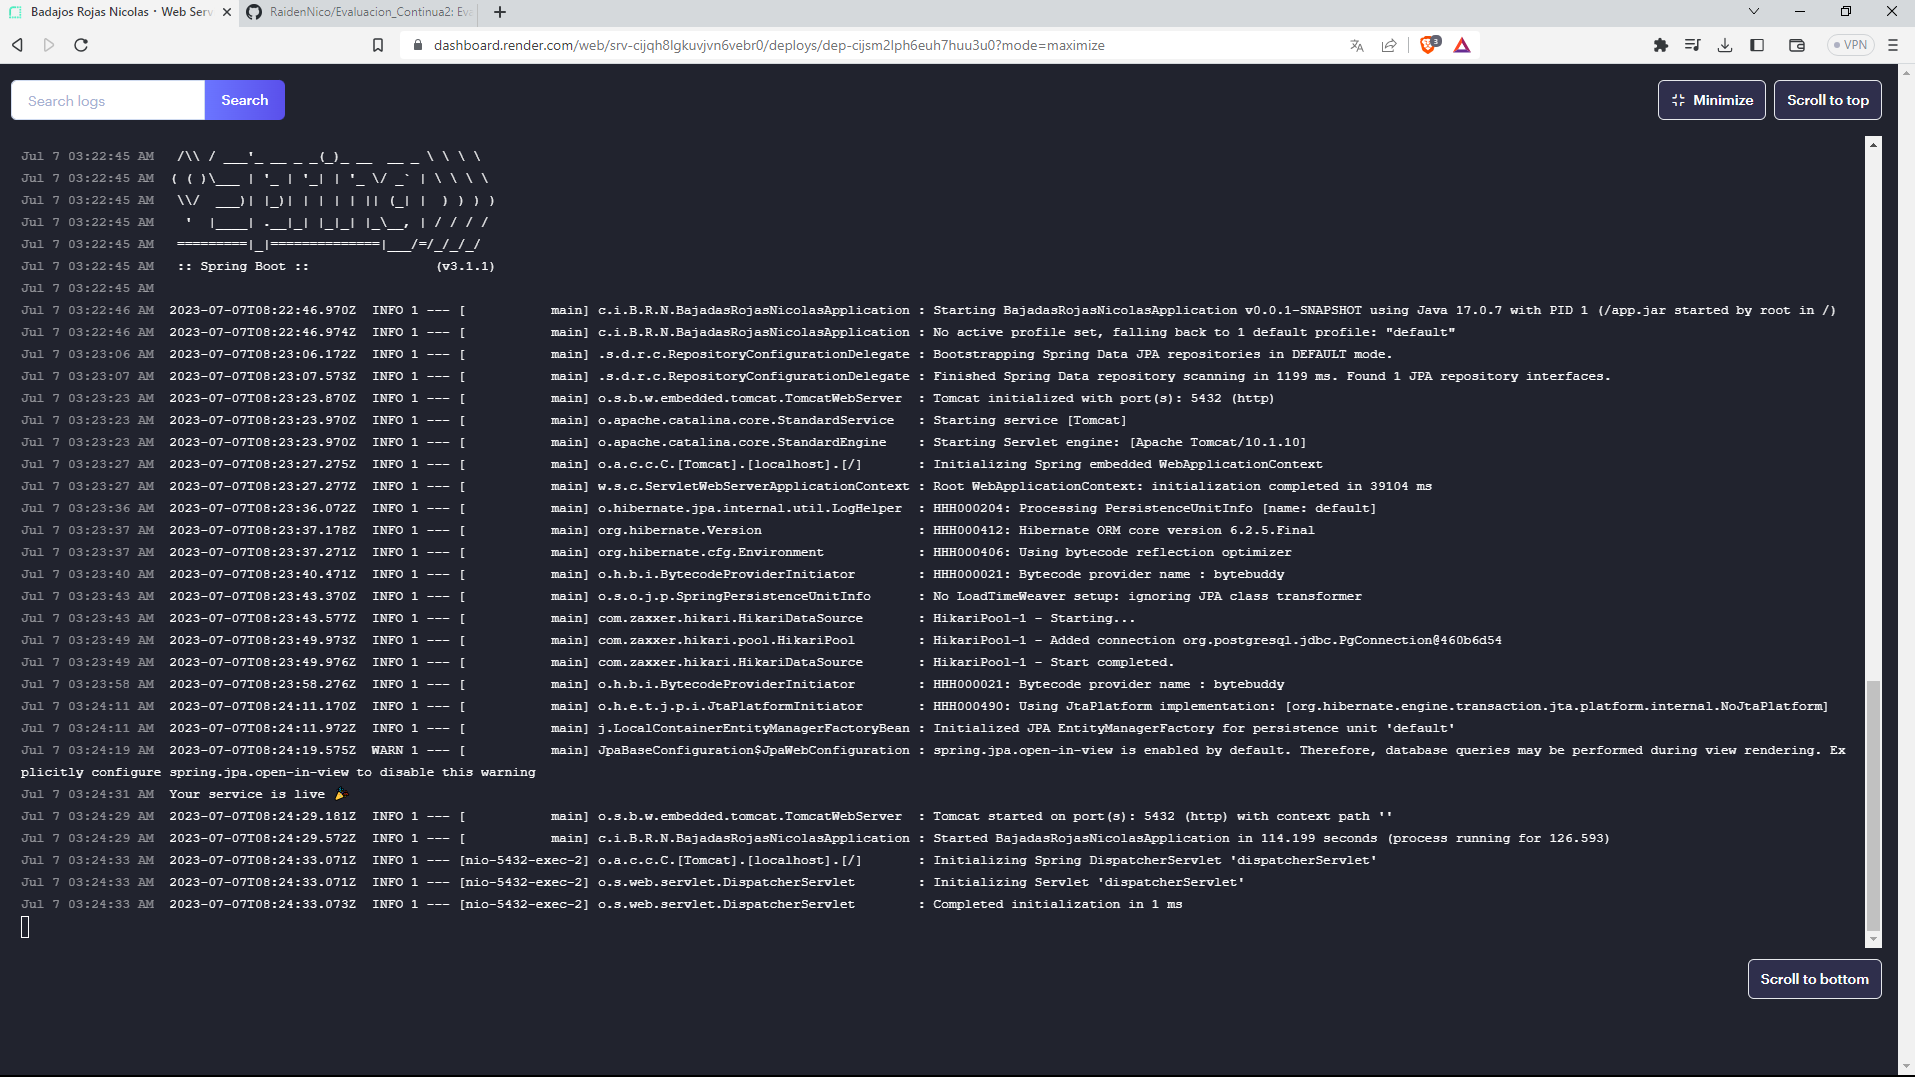 Badajos Rojas Nicolas · Web Serv
RaidenNico/Evaluacion_Continua2: Eva
dashboard.render.com/web/srv-cijqh8lgkuvjvn6vebr0/deploys/dep-cijsm2lph6euh7huu3u0?mode=maximize
3
VPN
Search logs
Search
Minimize
Scroll to top
Jul 7 03:22:45 AM   /\\ / ___'_ __ _ _(_)_ __  __ _ \ \ \ \
Jul 7 03:22:45 AM  ( ( )\___ | '_ | '_| | '_ \/ _` | \ \ \ \
Jul 7 03:22:45 AM   \\/  ___)| |_)| | | | | || (_| |  ) ) ) )
Jul 7 03:22:45 AM    '  |____| .__|_| |_|_| |_\__, | / / / /
Jul 7 03:22:45 AM   =========|_|==============|___/=/_/_/_/
Jul 7 03:22:45 AM   :: Spring Boot ::                (v3.1.1)
Jul 7 03:22:45 AM
Jul 7 03:22:46 AM  2023-07-07T08:22:46.970Z  INFO 1 --- [           main] c.i.B.R.N.BajadasRojasNicolasApplication : Starting BajadasRojasNicolasApplication v0.0.1-SNAPSHOT using Java 17.0.7 with PID 1 (/app.jar started by root in /)
Jul 7 03:22:46 AM  2023-07-07T08:22:46.974Z  INFO 1 --- [           main] c.i.B.R.N.BajadasRojasNicolasApplication : No active profile set, falling back to 1 default profile: "default"
Jul 7 03:23:06 AM  2023-07-07T08:23:06.172Z  INFO 1 --- [           main] .s.d.r.c.RepositoryConfigurationDelegate : Bootstrapping Spring Data JPA repositories in DEFAULT mode.
Jul 7 03:23:07 AM  2023-07-07T08:23:07.573Z  INFO 1 --- [           main] .s.d.r.c.RepositoryConfigurationDelegate : Finished Spring Data repository scanning in 1199 ms. Found 1 JPA repository interfaces.
Jul 7 03:23:23 AM  2023-07-07T08:23:23.870Z  INFO 1 --- [           main] o.s.b.w.embedded.tomcat.TomcatWebServer  : Tomcat initialized with port(s): 5432 (http)
Jul 7 03:23:23 AM  2023-07-07T08:23:23.970Z  INFO 1 --- [           main] o.apache.catalina.core.StandardService   : Starting service [Tomcat]
Jul 7 03:23:23 AM  2023-07-07T08:23:23.970Z  INFO 1 --- [           main] o.apache.catalina.core.StandardEngine    : Starting Servlet engine: [Apache Tomcat/10.1.10]
Jul 7 03:23:27 AM  2023-07-07T08:23:27.275Z  INFO 1 --- [           main] o.a.c.c.C.[Tomcat].[localhost].[/]       : Initializing Spring embedded WebApplicationContext
Jul 7 03:23:27 AM  2023-07-07T08:23:27.277Z  INFO 1 --- [           main] w.s.c.ServletWebServerApplicationContext : Root WebApplicationContext: initialization completed in 39104 ms
Jul 7 03:23:36 AM  2023-07-07T08:23:36.072Z  INFO 1 --- [           main] o.hibernate.jpa.internal.util.LogHelper  : HHH000204: Processing PersistenceUnitInfo [name: default]
Jul 7 03:23:37 AM  2023-07-07T08:23:37.178Z  INFO 1 --- [           main] org.hibernate.Version                    : HHH000412: Hibernate ORM core version 6.2.5.Final
Jul 7 03:23:37 AM  2023-07-07T08:23:37.271Z  INFO 1 --- [           main] org.hibernate.cfg.Environment            : HHH000406: Using bytecode reflection optimizer
Jul 7 03:23:40 AM  2023-07-07T08:23:40.471Z  INFO 1 --- [           main] o.h.b.i.BytecodeProviderInitiator        : HHH000021: Bytecode provider name : bytebuddy
Jul 7 03:23:43 AM  2023-07-07T08:23:43.370Z  INFO 1 --- [           main] o.s.o.j.p.SpringPersistenceUnitInfo      : No LoadTimeWeaver setup: ignoring JPA class transformer
Jul 7 03:23:43 AM  2023-07-07T08:23:43.577Z  INFO 1 --- [           main] com.zaxxer.hikari.HikariDataSource       : HikariPool-1 - Starting...
Jul 7 03:23:49 AM  2023-07-07T08:23:49.973Z  INFO 1 --- [           main] com.zaxxer.hikari.pool.HikariPool        : HikariPool-1 - Added connection org.postgresql.jdbc.PgConnection@460b6d54
Jul 7 03:23:49 AM  2023-07-07T08:23:49.976Z  INFO 1 --- [           main] com.zaxxer.hikari.HikariDataSource       : HikariPool-1 - Start completed.
Jul 7 03:23:58 AM  2023-07-07T08:23:58.276Z  INFO 1 --- [           main] o.h.b.i.BytecodeProviderInitiator        : HHH000021: Bytecode provider name : bytebuddy
Jul 7 03:24:11 AM  2023-07-07T08:24:11.170Z  INFO 1 --- [           main] o.h.e.t.j.p.i.JtaPlatformInitiator       : HHH000490: Using JtaPlatform implementation: [org.hibernate.engine.transaction.jta.platform.internal.NoJtaPlatform]
Jul 7 03:24:11 AM  2023-07-07T08:24:11.972Z  INFO 1 --- [           main] j.LocalContainerEntityManagerFactoryBean : Initialized JPA EntityManagerFactory for persistence unit 'default'
Jul 7 03:24:19 AM  2023-07-07T08:24:19.575Z  WARN 1 --- [           main] JpaBaseConfiguration$JpaWebConfiguration : spring.jpa.open-in-view is enabled by default. Therefore, database queries may be performed during view rendering. Ex
plicitly configure spring.jpa.open-in-view to disable this warning
Jul 7 03:24:31 AM  Your service is live 🎉
Jul 7 03:24:29 AM  2023-07-07T08:24:29.181Z  INFO 1 --- [           main] o.s.b.w.embedded.tomcat.TomcatWebServer  : Tomcat started on port(s): 5432 (http) with context path ''
Jul 7 03:24:29 AM  2023-07-07T08:24:29.572Z  INFO 1 --- [           main] c.i.B.R.N.BajadasRojasNicolasApplication : Started BajadasRojasNicolasApplication in 114.199 seconds (process running for 126.593)
Jul 7 03:24:33 AM  2023-07-07T08:24:33.071Z  INFO 1 --- [nio-5432-exec-2] o.a.c.c.C.[Tomcat].[localhost].[/]       : Initializing Spring DispatcherServlet 'dispatcherServlet'
Jul 7 03:24:33 AM  2023-07-07T08:24:33.071Z  INFO 1 --- [nio-5432-exec-2] o.s.web.servlet.DispatcherServlet        : Initializing Servlet 'dispatcherServlet'
Jul 7 03:24:33 AM  2023-07-07T08:24:33.073Z  INFO 1 --- [nio-5432-exec-2] o.s.web.servlet.DispatcherServlet        : Completed initialization in 1 ms
Scroll to bottom